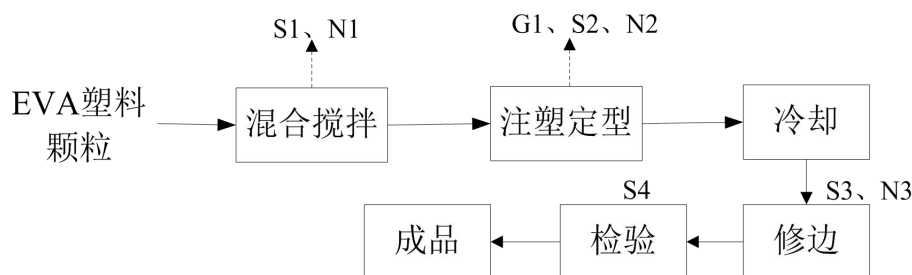 S1、N1
G1、S2、N2
EVA塑料
颗粒
混合搅拌
注塑定型
冷却
S3、N3
S4
修边
检验
成品